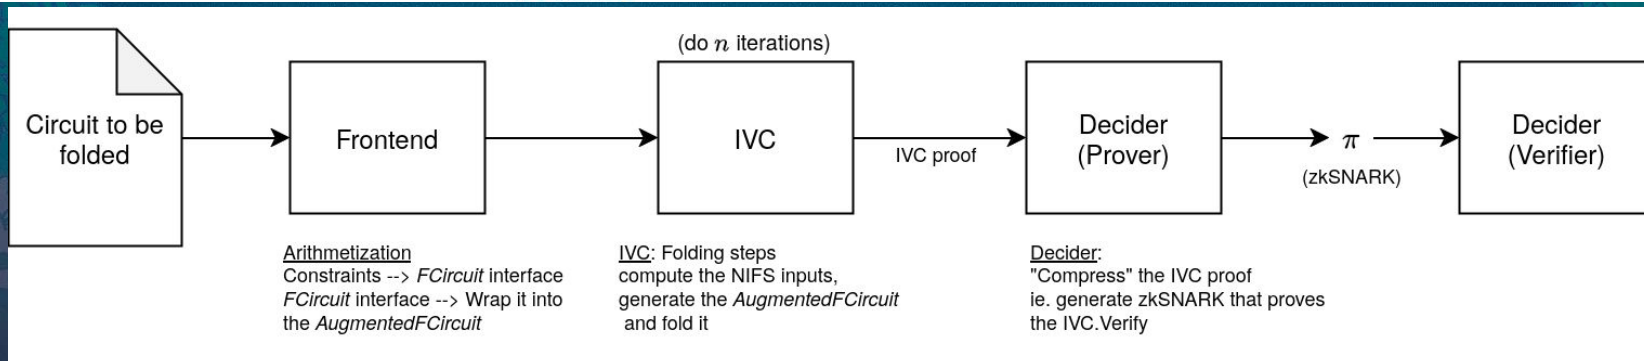 (do n iterations)
Circuit to be
folded
Frontend
IVC
IVC proof
Decider
(Prover)
π
(zkSNARK)
Decider
(Verifier)
Arithmetization
Constraints --> FCircuit interface
FCircuit interface --> Wrap it into
the AugmentedFCircuit
IVC: Folding steps
compute the NIFS inputs,
generate the AugmentedFCircuit
and fold it
Decider:
"Compress" the IVC proof
ie. generate zkSNARK that proves
the IVC.Verify